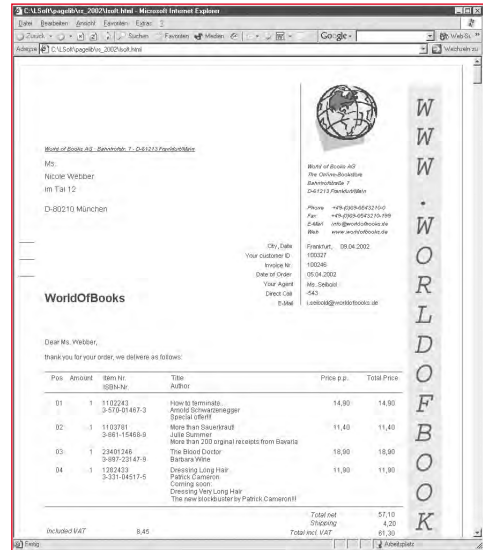 C:\LSoft\pagelib\rs_2002\lsoft.html - Microsoft Internet Explorer
Datei Bearbeiten Ansicht Favoriten Extras ?
Zurück Suchen Favoriten Medien Google
Adresse C:\LSoft\pagelib\rs_2002\lsoft.html Wechseln zu
World of Books AG - Bahnhofstr. 7 - D-61213 Frankfurt/Main
Ms.
Nicole Webber
im Tal 12
D-80210 München
World of Books AG
The Online-Bookstore
Bahnhofstraße 7
D-61213 Frankfurt/Main
Phone +49-(0)69-6543210-0
Fax +49-(0)69-6543210-199
E-Mail info@worldofbooks.de
Web www.worldofbooks.de
City, Date Frankfurt, 09.04.2002
Your customer ID 100327
Invoice Nr. 100246
Date of Order 05.04.2002
Your Agent Ms. Seibold
Direct Call -543
E-Mail i.seibold@worldofbooks.de
WorldOfBooks
Dear Ms. Webber,
thank you for your order, we delivere as follows:
Pos Amount Item Nr. Title Price p.p. Total Price
ISBN-Nr. Author
01 1 1102243 How to terminate... 14,90 14,90
3-570-01467-3 Arnold Schwarzenegger
Special offer!!!
02 1 1103781 More than Sauerkraut! 11,40 11,40
3-661-15468-9 Julie Summer
More than 200 orginal receipts from Bavaria
03 1 23401246 The Blood Doctor 18,90 18,90
3-897-23147-9 Barbara Wine
04 1 1282433 Dressing Long Hair 11,90 11,90
3-331-04517-5 Patrick Cameron
Coming soon:
Dressing Very Long Hair
The new blockbuster by Patrick Cameron!!!
Total net 57,10
Shipping 4,20
Included VAT 8,45 Total incl. VAT 61,30
WWW.WORLDOFBOOK
Fertig Arbeitsplatz